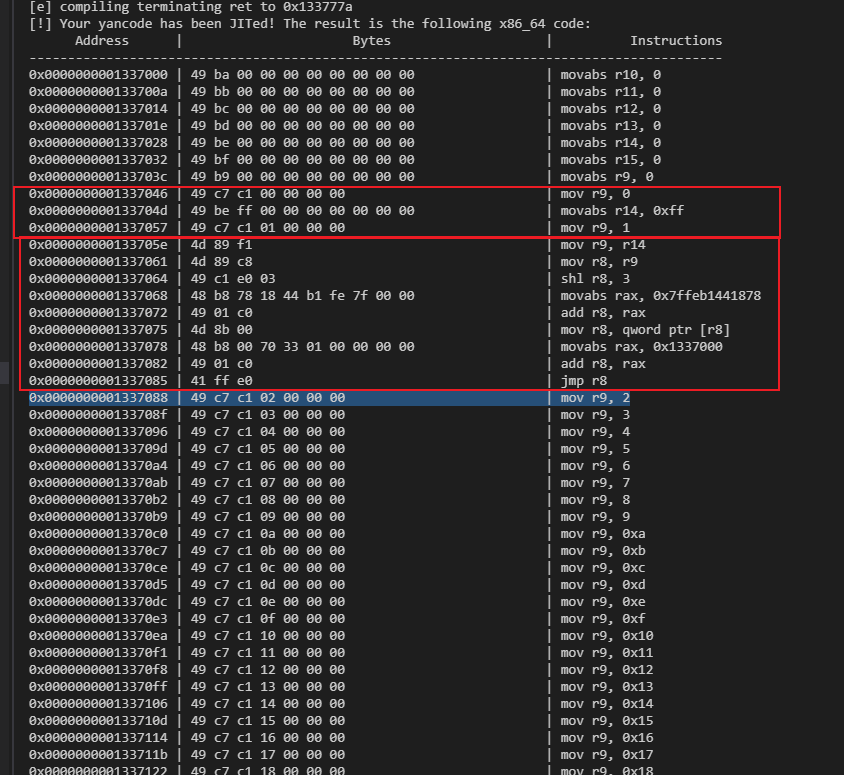 [e] compiling terminating ret to 0x133777a
[!] Your yancode has been JITed! The result is the following x86_64 code:
Address | Bytes | Instructions
------------------------------------------------------------------------------------------
0x0000000001337000 | 49 ba 00 00 00 00 00 00 00 00 | movabs r10, 0
0x000000000133700a | 49 bb 00 00 00 00 00 00 00 00 | movabs r11, 0
0x0000000001337014 | 49 bc 00 00 00 00 00 00 00 00 | movabs r12, 0
0x000000000133701e | 49 bd 00 00 00 00 00 00 00 00 | movabs r13, 0
0x0000000001337028 | 49 be 00 00 00 00 00 00 00 00 | movabs r14, 0
0x0000000001337032 | 49 bf 00 00 00 00 00 00 00 00 | movabs r15, 0
0x000000000133703c | 49 b9 00 00 00 00 00 00 00 00 | movabs r9, 0
0x0000000001337046 | 49 c7 c1 00 00 00 00 | mov r9, 0
0x000000000133704d | 49 be ff 00 00 00 00 00 00 00 | movabs r14, 0xff
0x0000000001337057 | 49 c7 c1 01 00 00 00 | mov r9, 1
0x000000000133705e | 4d 89 f1 | mov r9, r14
0x0000000001337061 | 4d 89 c8 | mov r8, r9
0x0000000001337064 | 49 c1 e0 03 | shl r8, 3
0x0000000001337068 | 48 b8 78 18 44 b1 fe 7f 00 00 | movabs rax, 0x7ffeb1441878
0x0000000001337072 | 49 01 c0 | add r8, rax
0x0000000001337075 | 4d 8b 00 | mov r8, qword ptr [r8]
0x0000000001337078 | 48 b8 00 70 33 01 00 00 00 00 | movabs rax, 0x1337000
0x0000000001337082 | 49 01 c0 | add r8, rax
0x0000000001337085 | 41 ff e0 | jmp r8
0x0000000001337088 | 49 c7 c1 02 00 00 00 | mov r9, 2
0x000000000133708f | 49 c7 c1 03 00 00 00 | mov r9, 3
0x0000000001337096 | 49 c7 c1 04 00 00 00 | mov r9, 4
0x000000000133709d | 49 c7 c1 05 00 00 00 | mov r9, 5
0x00000000013370a4 | 49 c7 c1 06 00 00 00 | mov r9, 6
0x00000000013370ab | 49 c7 c1 07 00 00 00 | mov r9, 7
0x00000000013370b2 | 49 c7 c1 08 00 00 00 | mov r9, 8
0x00000000013370b9 | 49 c7 c1 09 00 00 00 | mov r9, 9
0x00000000013370c0 | 49 c7 c1 0a 00 00 00 | mov r9, 0xa
0x00000000013370c7 | 49 c7 c1 0b 00 00 00 | mov r9, 0xb
0x00000000013370ce | 49 c7 c1 0c 00 00 00 | mov r9, 0xc
0x00000000013370d5 | 49 c7 c1 0d 00 00 00 | mov r9, 0xd
0x00000000013370dc | 49 c7 c1 0e 00 00 00 | mov r9, 0xe
0x00000000013370e3 | 49 c7 c1 0f 00 00 00 | mov r9, 0xf
0x00000000013370ea | 49 c7 c1 10 00 00 00 | mov r9, 0x10
0x00000000013370f1 | 49 c7 c1 11 00 00 00 | mov r9, 0x11
0x00000000013370f8 | 49 c7 c1 12 00 00 00 | mov r9, 0x12
0x00000000013370ff | 49 c7 c1 13 00 00 00 | mov r9, 0x13
0x0000000001337106 | 49 c7 c1 14 00 00 00 | mov r9, 0x14
0x000000000133710d | 49 c7 c1 15 00 00 00 | mov r9, 0x15
0x0000000001337114 | 49 c7 c1 16 00 00 00 | mov r9, 0x16
0x000000000133711b | 49 c7 c1 17 00 00 00 | mov r9, 0x17
0x0000000001337122 | 49 c7 c1 18 00 00 00 | mov r9, 0x18